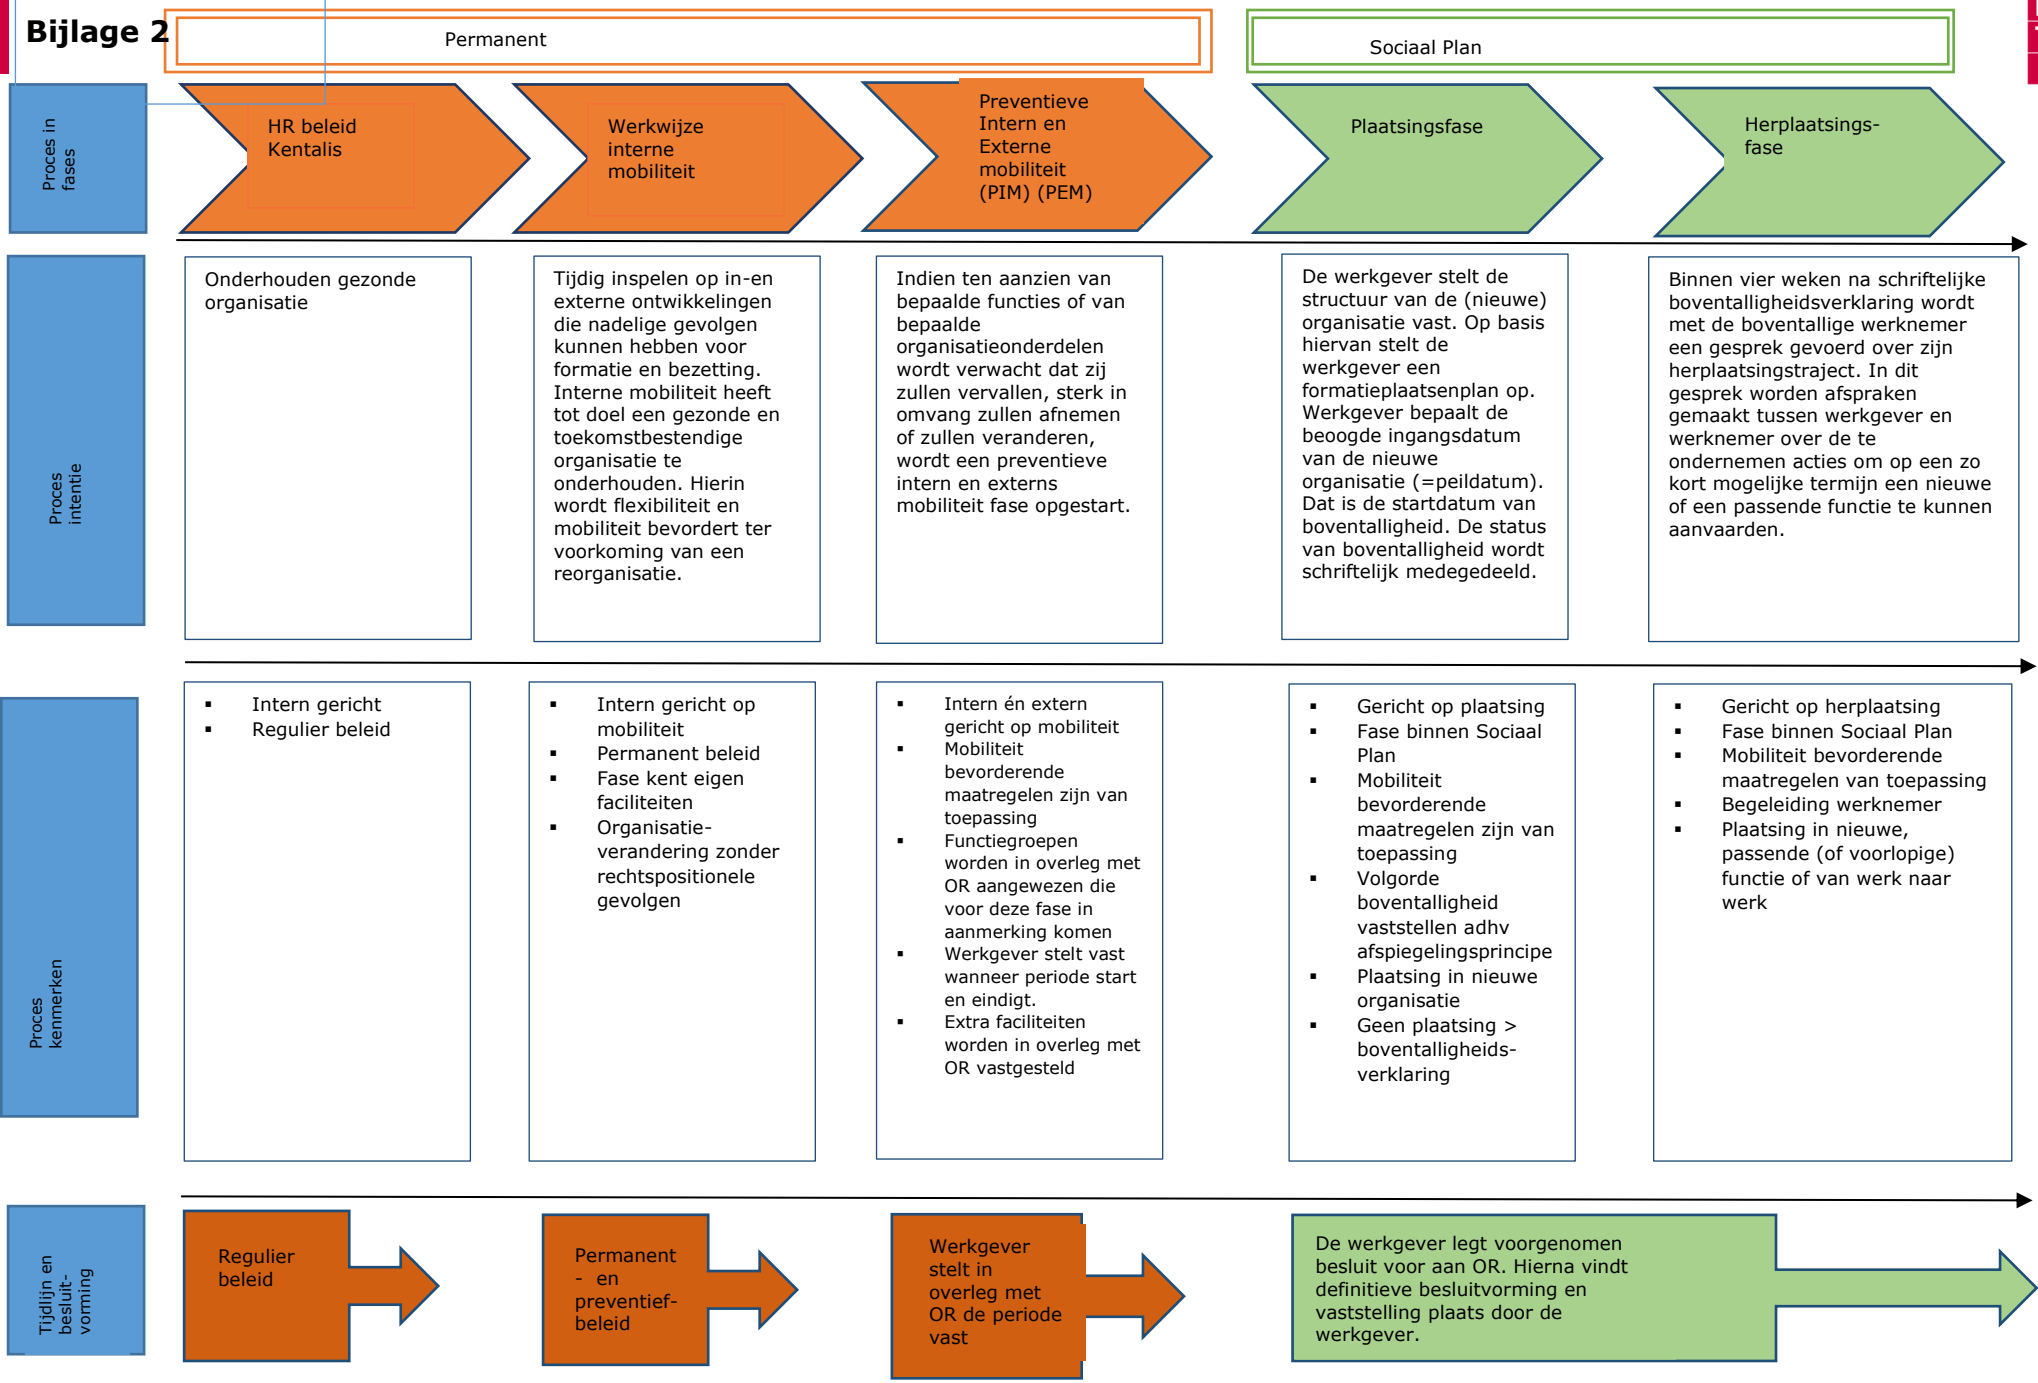 Bijlage 2
Permanent
Sociaal Plan
Proces in
fases
HR beleid
Kentalis
Werkwijze
interne
mobiliteit
Preventieve
Intern en
Externe
mobiliteit
(PIM) (PEM)
Plaatsingsfase
Herplaatsings-
fase
Proces
intentie
Onderhouden gezonde
organisatie
Tijdig inspelen op in-en
externe ontwikkelingen
die nadelige gevolgen
kunnen hebben voor
formatie en bezetting.
Interne mobiliteit heeft
tot doel een gezonde en
toekomstbestendige
organisatie te
onderhouden. Hierin
wordt flexibiliteit en
mobiliteit bevordert ter
voorkoming van een
reorganisatie.
Indien ten aanzien van
bepaalde functies of van
bepaalde
organisatieonderdelen
wordt verwacht dat zij
zullen vervallen, sterk in
omvang zullen afnemen
of zullen veranderen,
wordt een preventieve
intern en externs
mobiliteit fase opgestart.
De werkgever stelt de
structuur van de (nieuwe)
organisatie vast. Op basis
hiervan stelt de
werkgever een
formatieplaatsenplan op.
Werkgever bepaalt de
beoogde ingangsdatum
van de nieuwe
organisatie (=peildatum).
Dat is de startdatum van
boventalligheid. De status
van boventalligheid wordt
schriftelijk medegedeeld.
Binnen vier weken na schriftelijke
boventalligheidsverklaring wordt
met de boventallige werknemer
een gesprek gevoerd over zijn
herplaatsingstraject. In dit
gesprek worden afspraken
gemaakt tussen werkgever en
werknemer over de te
ondernemen acties om op een zo
kort mogelijke termijn een nieuwe
of een passende functie te kunnen
aanvaarden.
Proces
kenmerken
▪ Intern gericht
▪ Regulier beleid
▪ Intern gericht op
mobiliteit
▪ Permanent beleid
▪ Fase kent eigen
faciliteiten
▪ Organisatie-
verandering zonder
rechtspositionele
gevolgen
▪ Intern én extern
gericht op mobiliteit
▪ Mobiliteit
bevorderende
maatregelen zijn van
toepassing
▪ Functiegroepen
worden in overleg met
OR aangewezen die
voor deze fase in
aanmerking komen
▪ Werkgever stelt vast
wanneer periode start
en eindigt.
▪ Extra faciliteiten
worden in overleg met
OR vastgesteld
▪ Gericht op plaatsing
▪ Fase binnen Sociaal
Plan
▪ Mobiliteit
bevorderende
maatregelen zijn van
toepassing
▪ Volgorde
boventalligheid
vaststellen adhv
afspiegelingsprincipe
▪ Plaatsing in nieuwe
organisatie
▪ Geen plaatsing >
boventalligheids-
verklaring
▪ Gericht op herplaatsing
▪ Fase binnen Sociaal Plan
▪ Mobiliteit bevorderende
maatregelen van toepassing
▪ Begeleiding werknemer
▪ Plaatsing in nieuwe,
passende (of voorlopige)
functie of van werk naar
werk
Tijdlijn en
besluit-
vorming
Regulier
beleid
Permanent
- en
preventief-
beleid
Werkgever
stelt in
overleg met
OR de periode
vast
De werkgever legt voorgenomen
besluit voor aan OR. Hierna vindt
definitieve besluitvorming en
vaststelling plaats door de
werkgever.